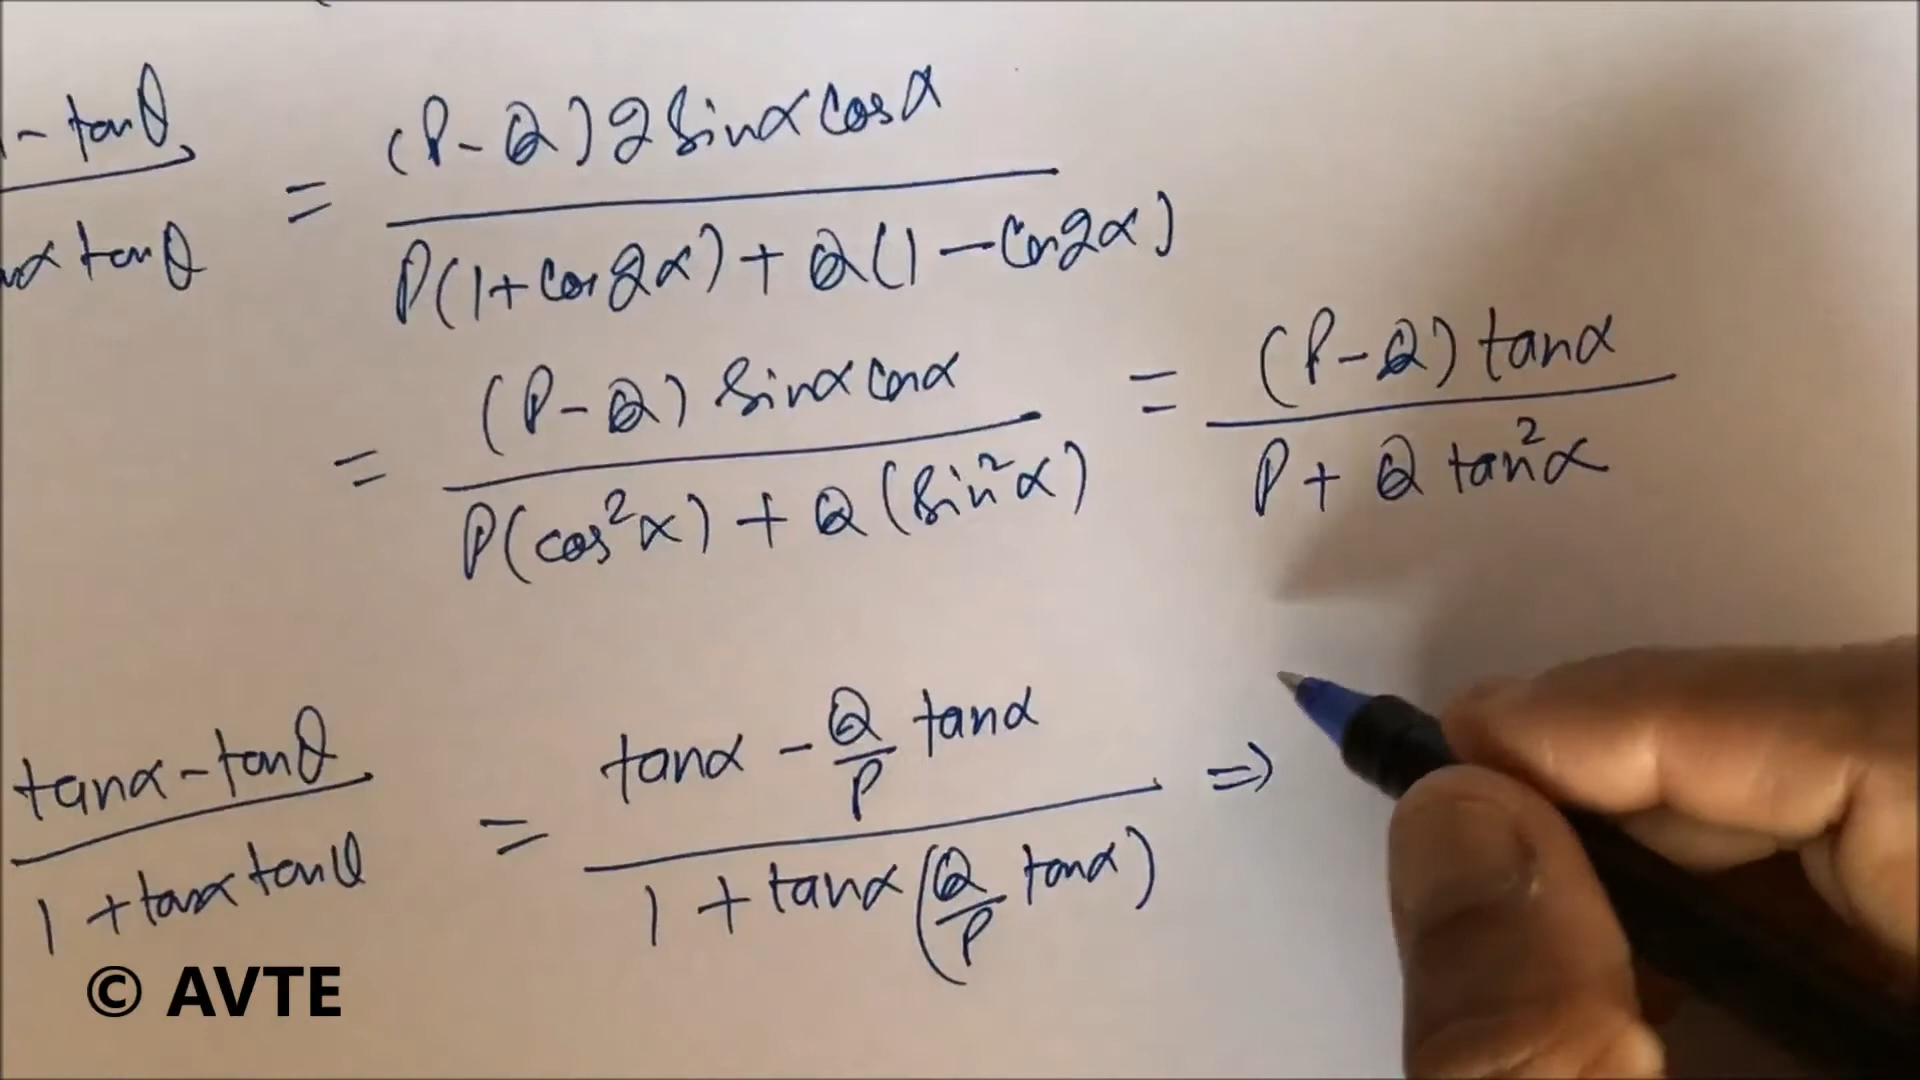 - tanθ / α tanθ = (P-Q) 2 sinα cosα / P(1+cos2α) + Q(1-cos2α)
= (P-Q) sinα cosα / P(cos²α) + Q(sin²α) = (P-Q) tanα / P + Q tan²α
tanα - tanθ / 1 + tanα tanθ = tanα - Q/P tanα / 1 + tanα (Q/P tanα) ⇒
© AVTE